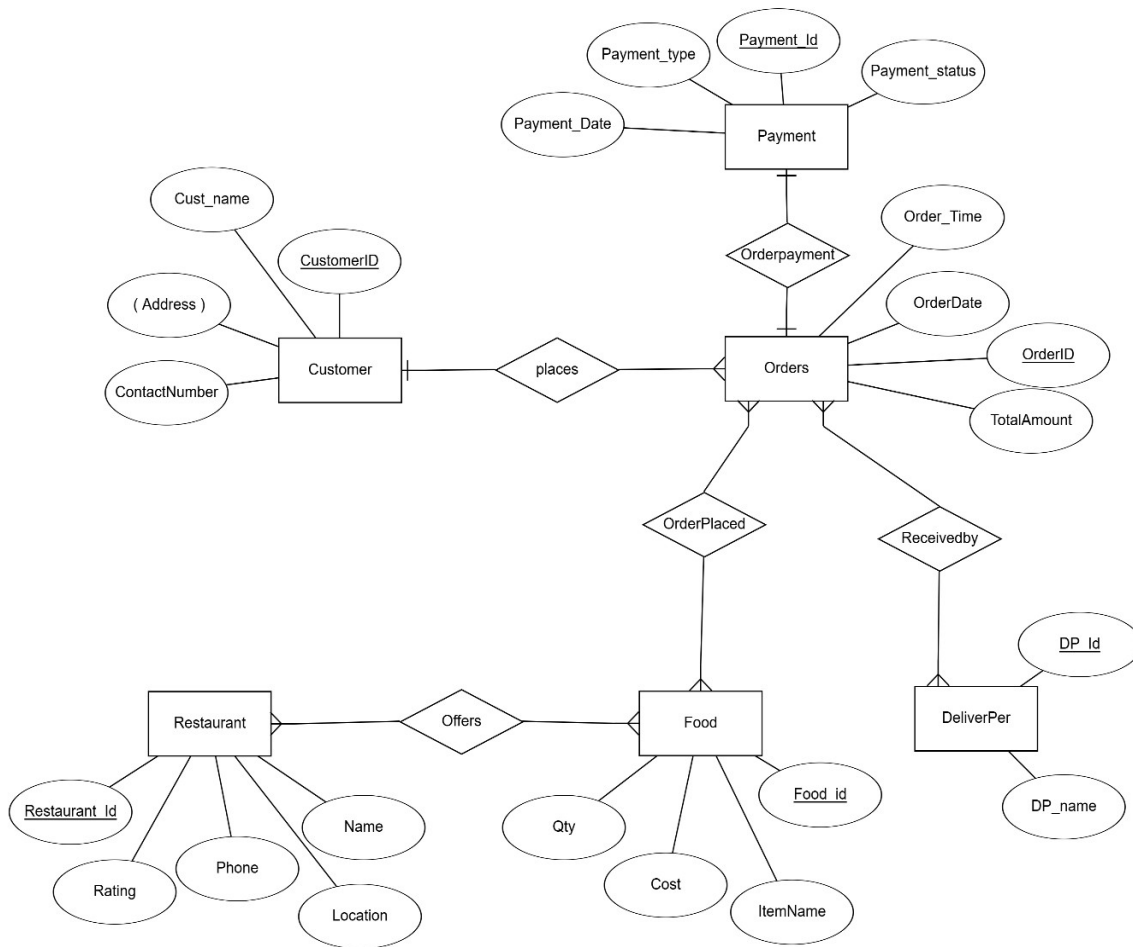 Payment_Id
Payment_type
Payment_status
Payment_Date
Payment
Cust_name
Order_Time
CustomerID
Orderpayment
( Address )
OrderDate
OrderID
Customer
places
Orders
ContactNumber
TotalAmount
OrderPlaced
Receivedby
DP_Id
Restaurant
Offers
Food
DeliverPer
Restaurant_Id
Name
Qty
Food_id
DP_name
Phone
Rating
Cost
Location
ItemName